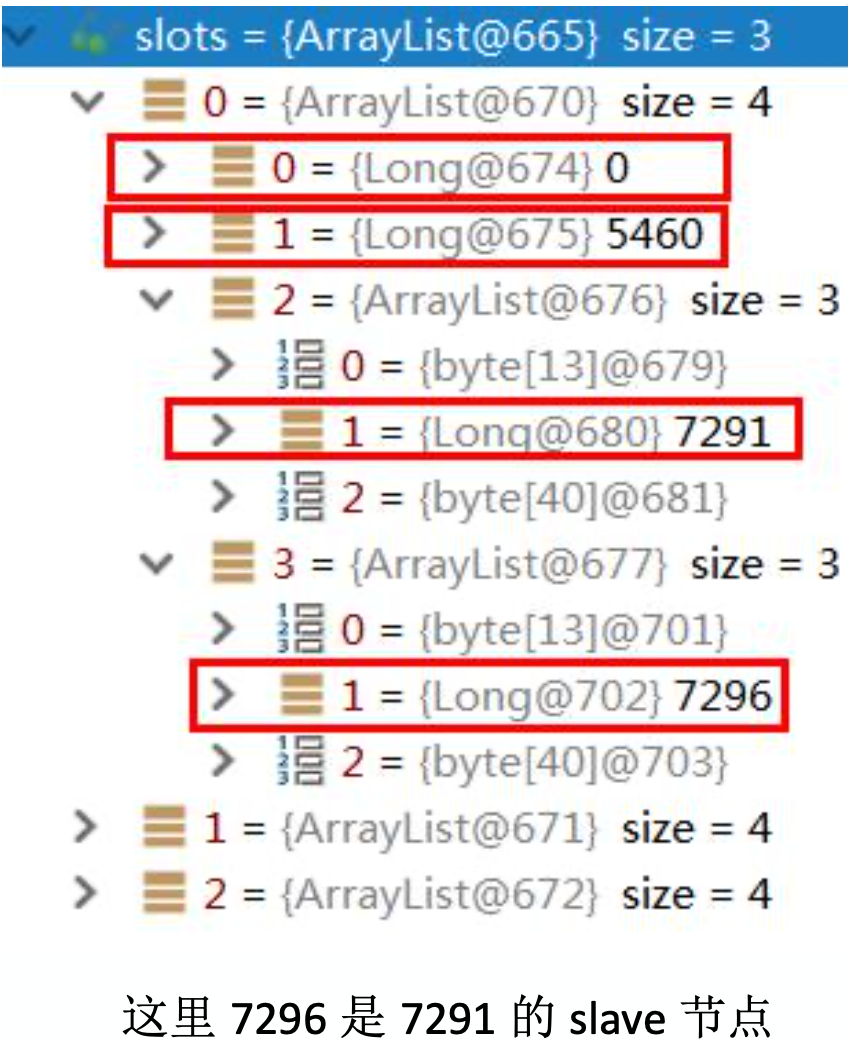 slots = {ArrayList@665} size = 3
0 = {ArrayList@670} size = 4
0 = {Long@674} 0
1 = {Long@675} 5460
2 = {ArrayList@676} size = 3
0 = {byte[13]@679}
1 = {Long@680} 7291
2 = {byte[40]@681}
3 = {ArrayList@677} size = 3
0 = {byte[13]@701}
1 = {Long@702} 7296
2 = {byte[40]@703}
1 = {ArrayList@671} size = 4
2 = {ArrayList@672} size = 4
这里 7296 是 7291 的 slave 节点